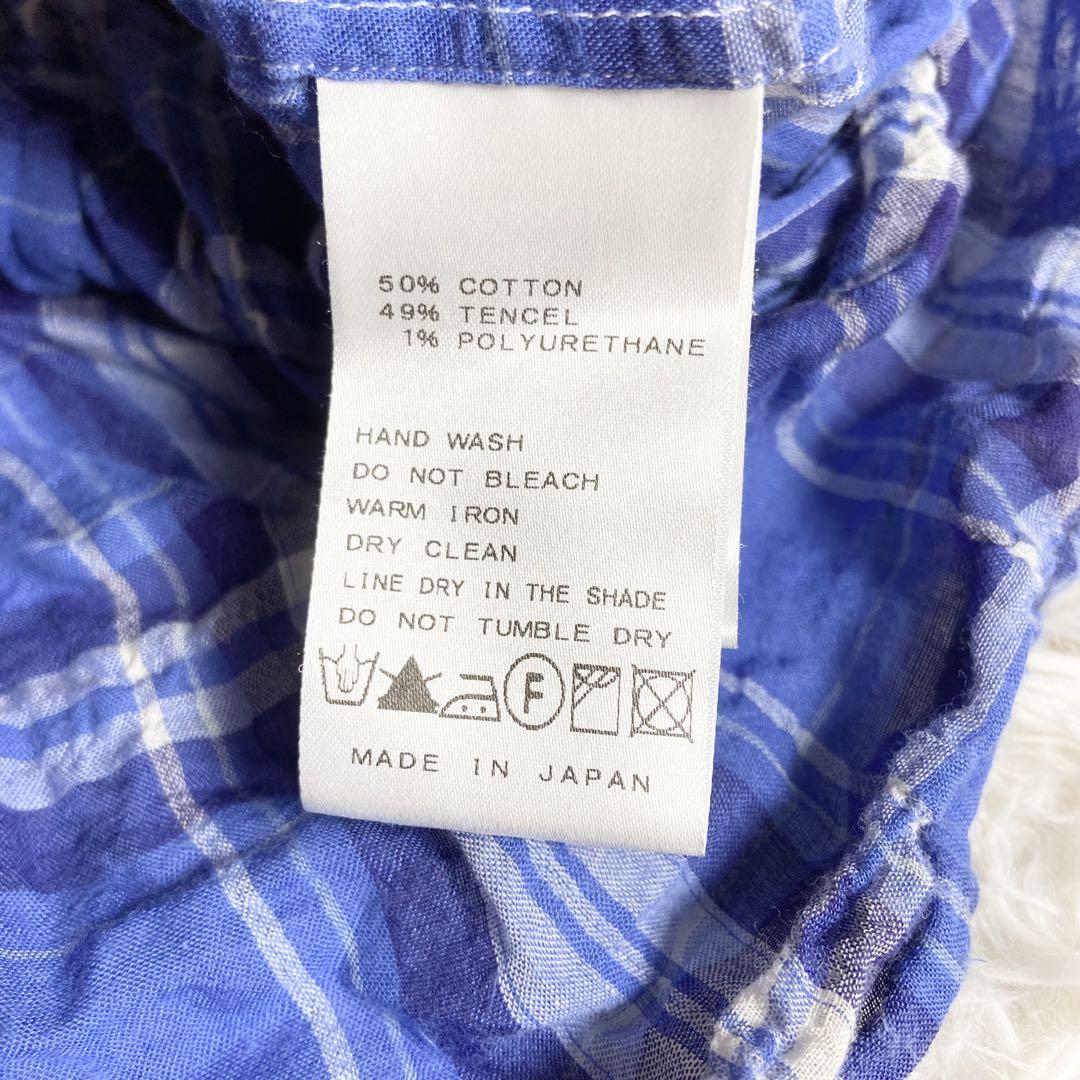 50% COTTON
49% TENCEL
1% POLYURETHANE
HAND WASH
DO NOT BLEACH
WARM IRON
DRY CLEAN
LINE DRY IN THE SHADE
DO NOT TUMBLE DRY
F
MADE IN JAPAN